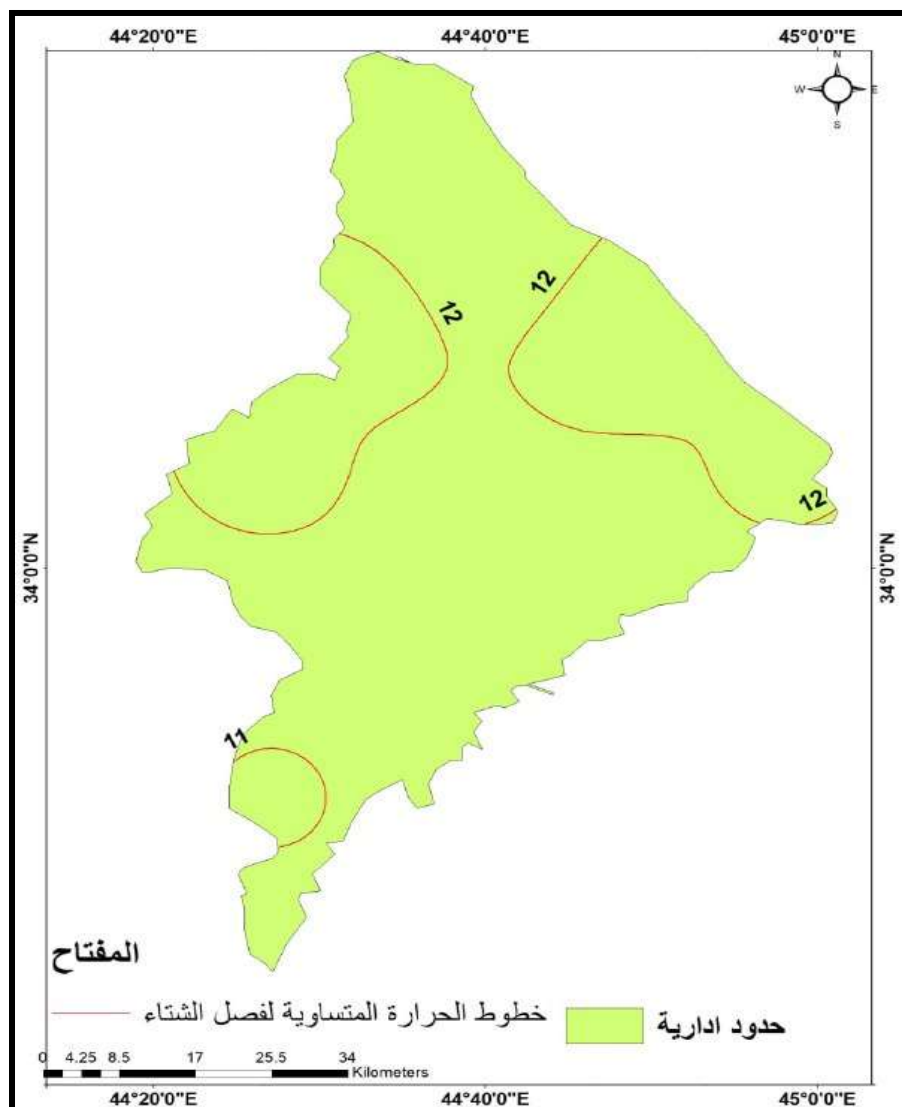 44°20'0"E 44°40'0"E 45°0'0"E
N
W E
S
12
12
12
34°0'0"N 34°0'0"N
11
المفتاح
خطوط الحرارة المتساوية لفصل الشتاء
حدود ادارية
0 4.25 8.5 17 25.5 34
Kilometers
44°20'0"E 44°40'0"E 45°0'0"E